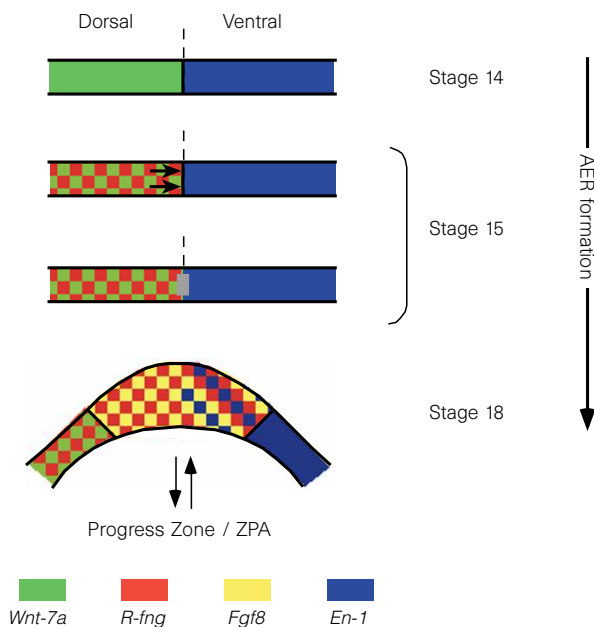 Dorsal Ventral
Stage 14
Stage 15
AER formation
Stage 18
Progress Zone / ZPA
Wnt-7a R-fng Fgf8 En-1